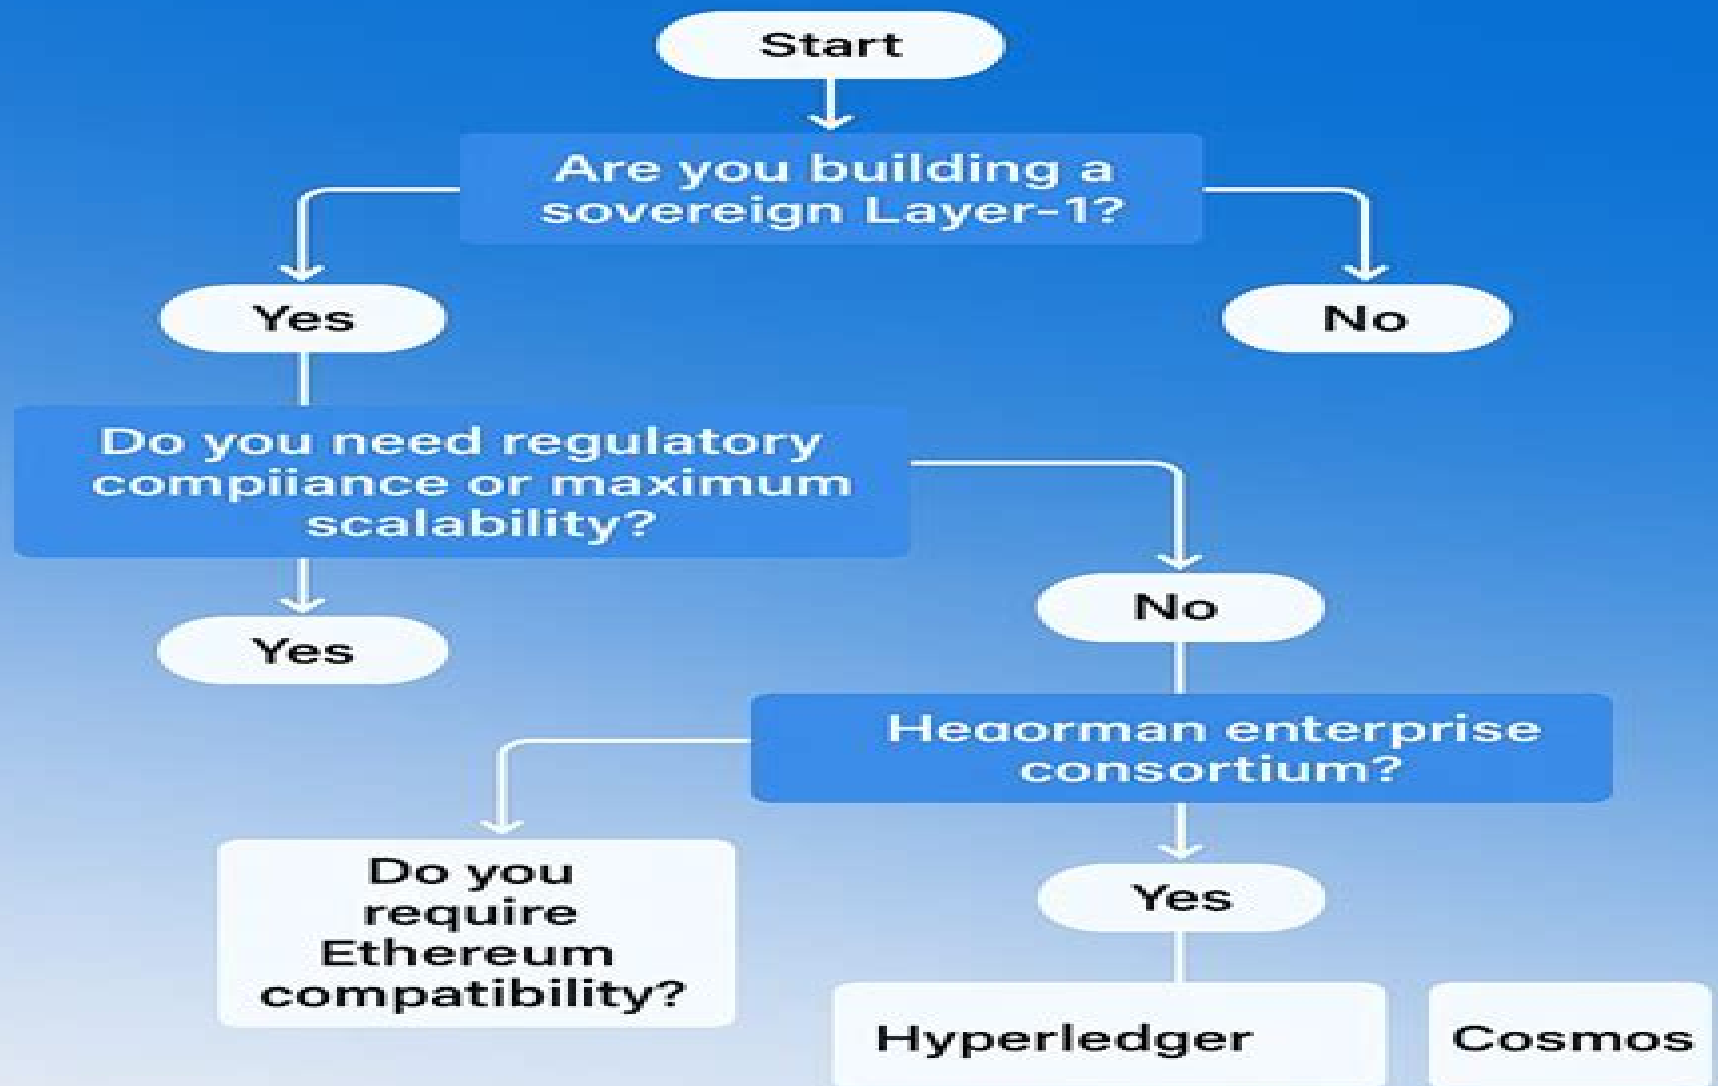 Start
Are you building a
sovereign Layer-1?
Yes
No
Do you need regulatory
compiiance or maximum
scalability?
No
Yes
Heaorman enterprise
consortium?
Do you
require
Ethereum
compatibility?
Yes
Hyperledger
Cosmos